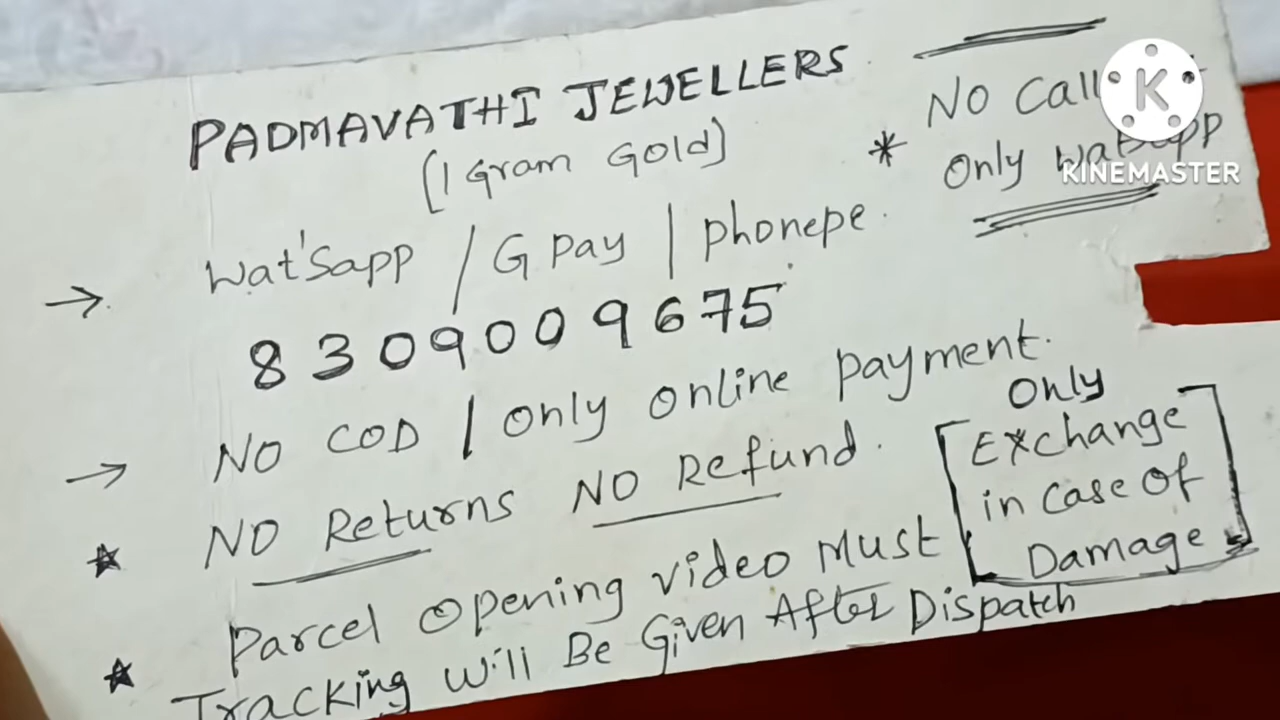 PADMAVATHI JEWELLERS
(1 Gram Gold)
* NO Call
Only watsapp
K
KINEMASTER
→ Wat'sapp / G pay | phonepe.
8309009675
→ NO COD | Only online payment.
★ NO Returns NO Refund.
Only
[Exchange
in case of
Damage]
★ Parcel Opening video Must
Tracking Will Be Given After Dispatch